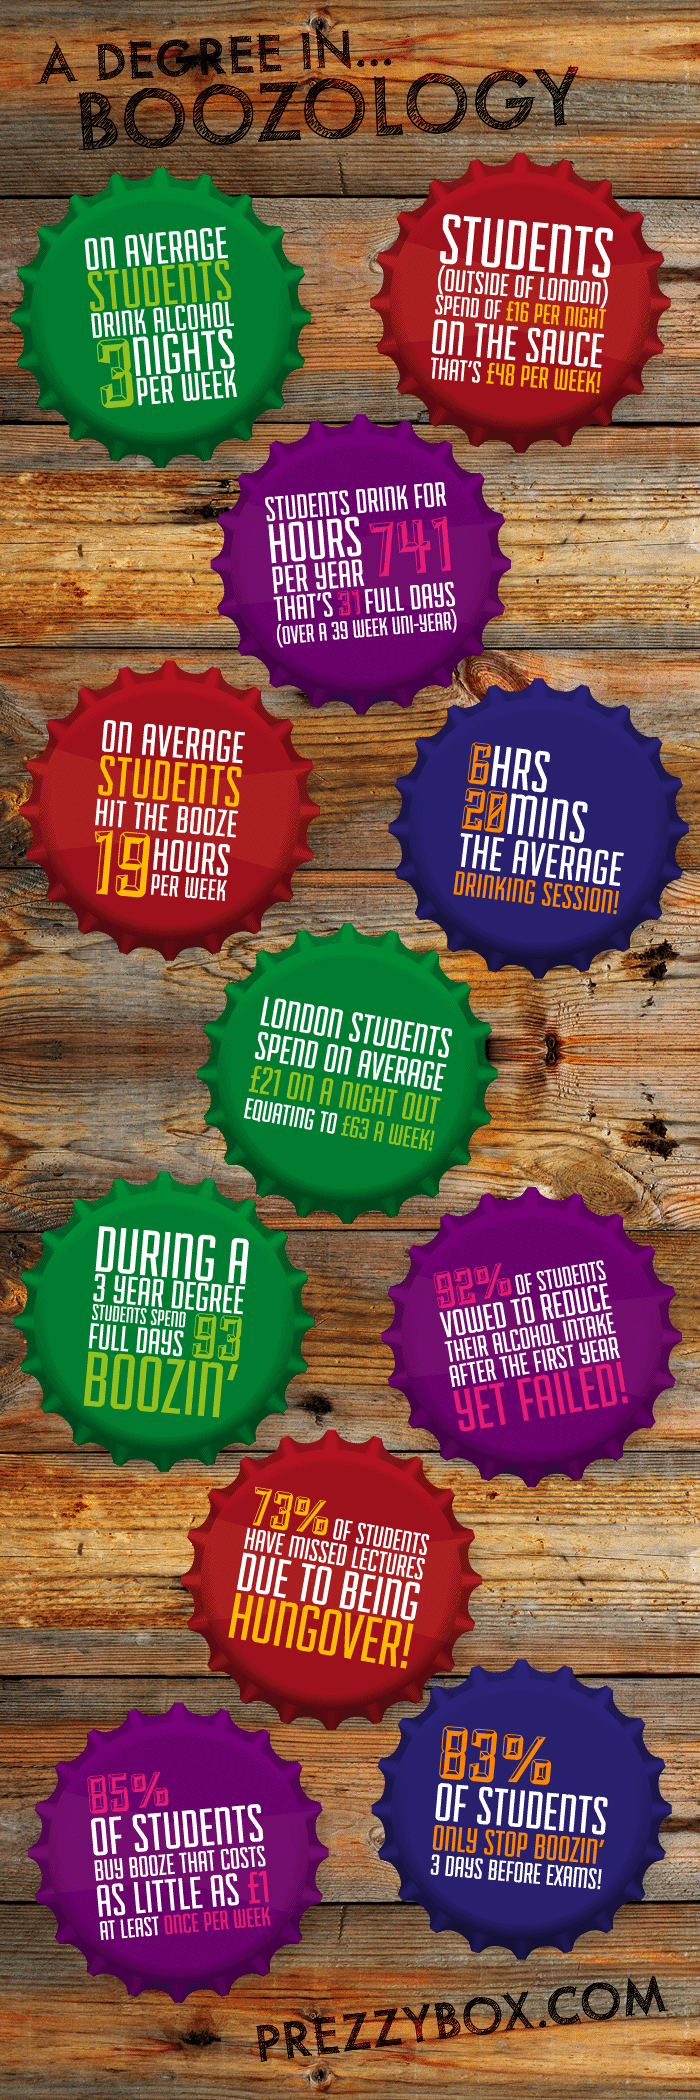 A DEGREE IN...
BOOZOLOGY
ON AVERAGE
STUDENTS
DRINK ALCOHOL
3 NIGHTS
PER WEEK
STUDENTS
(OUTSIDE OF LONDON)
SPEND OF £16 PER NIGHT
ON THE SAUCE
THAT'S £48 PER WEEK!
STUDENTS DRINK FOR
HOURS 741
PER YEAR
THAT'S 31 FULL DAYS
(OVER A 39 WEEK UNI-YEAR)
ON AVERAGE
STUDENTS
HIT THE BOOZE
19 HOURS
PER WEEK
6HRS
20MINS
THE AVERAGE
DRINKING SESSION!
LONDON STUDENTS
SPEND ON AVERAGE
£21 ON A NIGHT OUT
EQUATING TO £63 A WEEK!
DURING A
3 YEAR DEGREE
STUDENTS SPEND
FULL DAYS 93
BOOZIN'
92% OF STUDENTS
VOWED TO REDUCE
THEIR ALCOHOL INTAKE
AFTER THE FIRST YEAR
YET FAILED!
73% OF STUDENTS
HAVE MISSED LECTURES
DUE TO BEING
HUNGOVER!
85%
OF STUDENTS
BUY BOOZE THAT COSTS
AS LITTLE AS £1
AT LEAST ONCE PER WEEK
83%
OF STUDENTS
ONLY STOP BOOZIN'
3 DAYS BEFORE EXAMS!
PREZZYBOX.COM